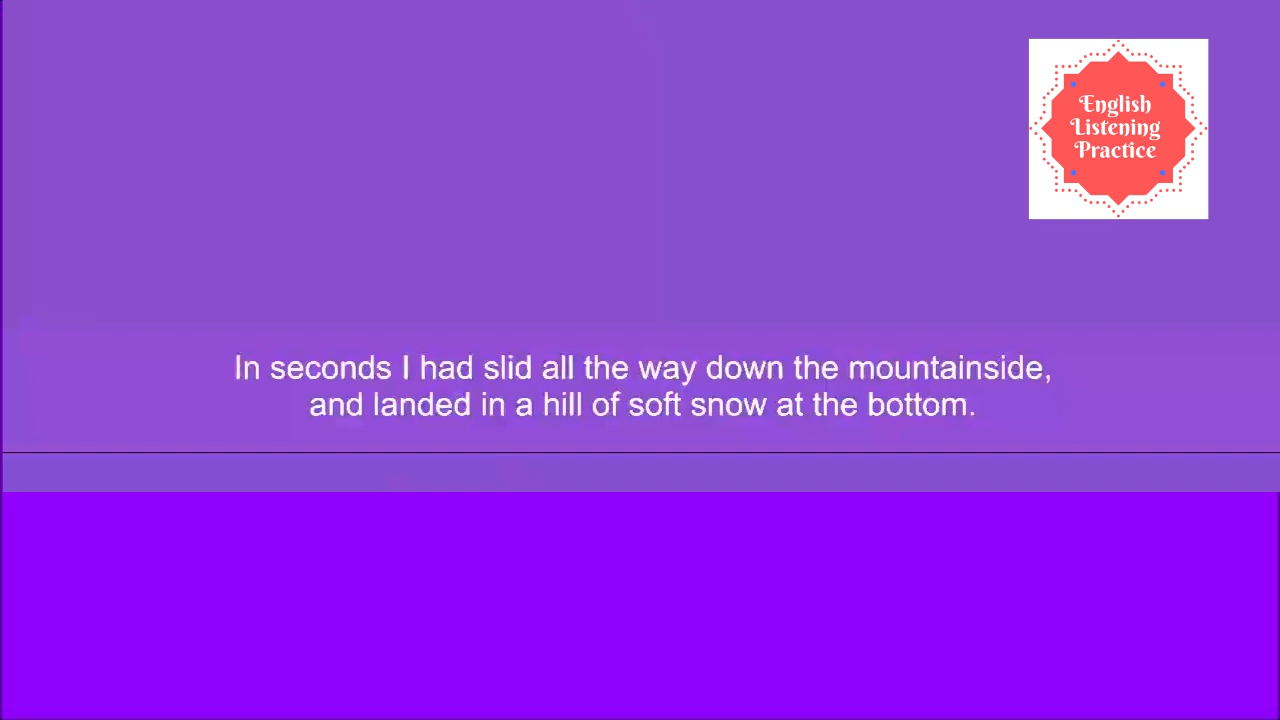 English
Listening
Practice
In seconds I had slid all the way down the mountainside,
and landed in a hill of soft snow at the bottom.